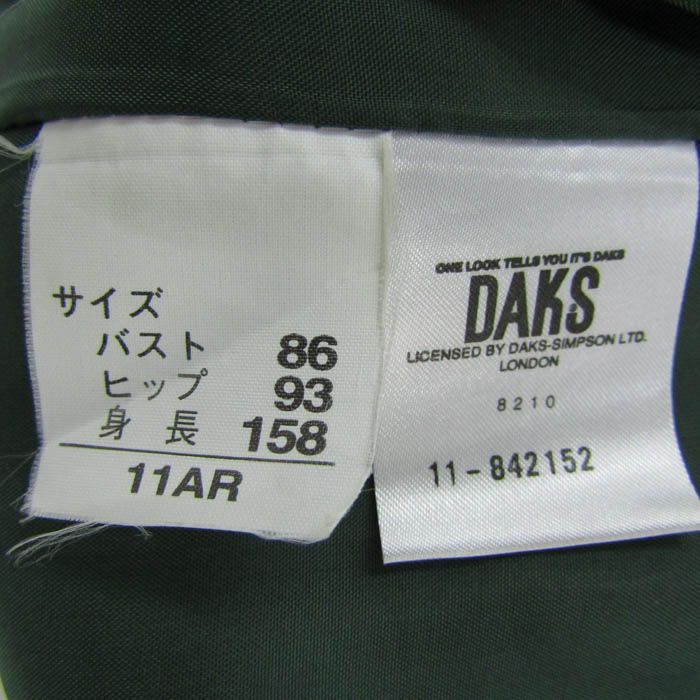 サイズ
バスト 86
ヒップ 93
身長 158
11AR
ONE LOOK TELLS YOU IT'S DAKS
DAKS
LICENSED BY DAKS-SIMPSON LTD.
LONDON
8210
11-842152